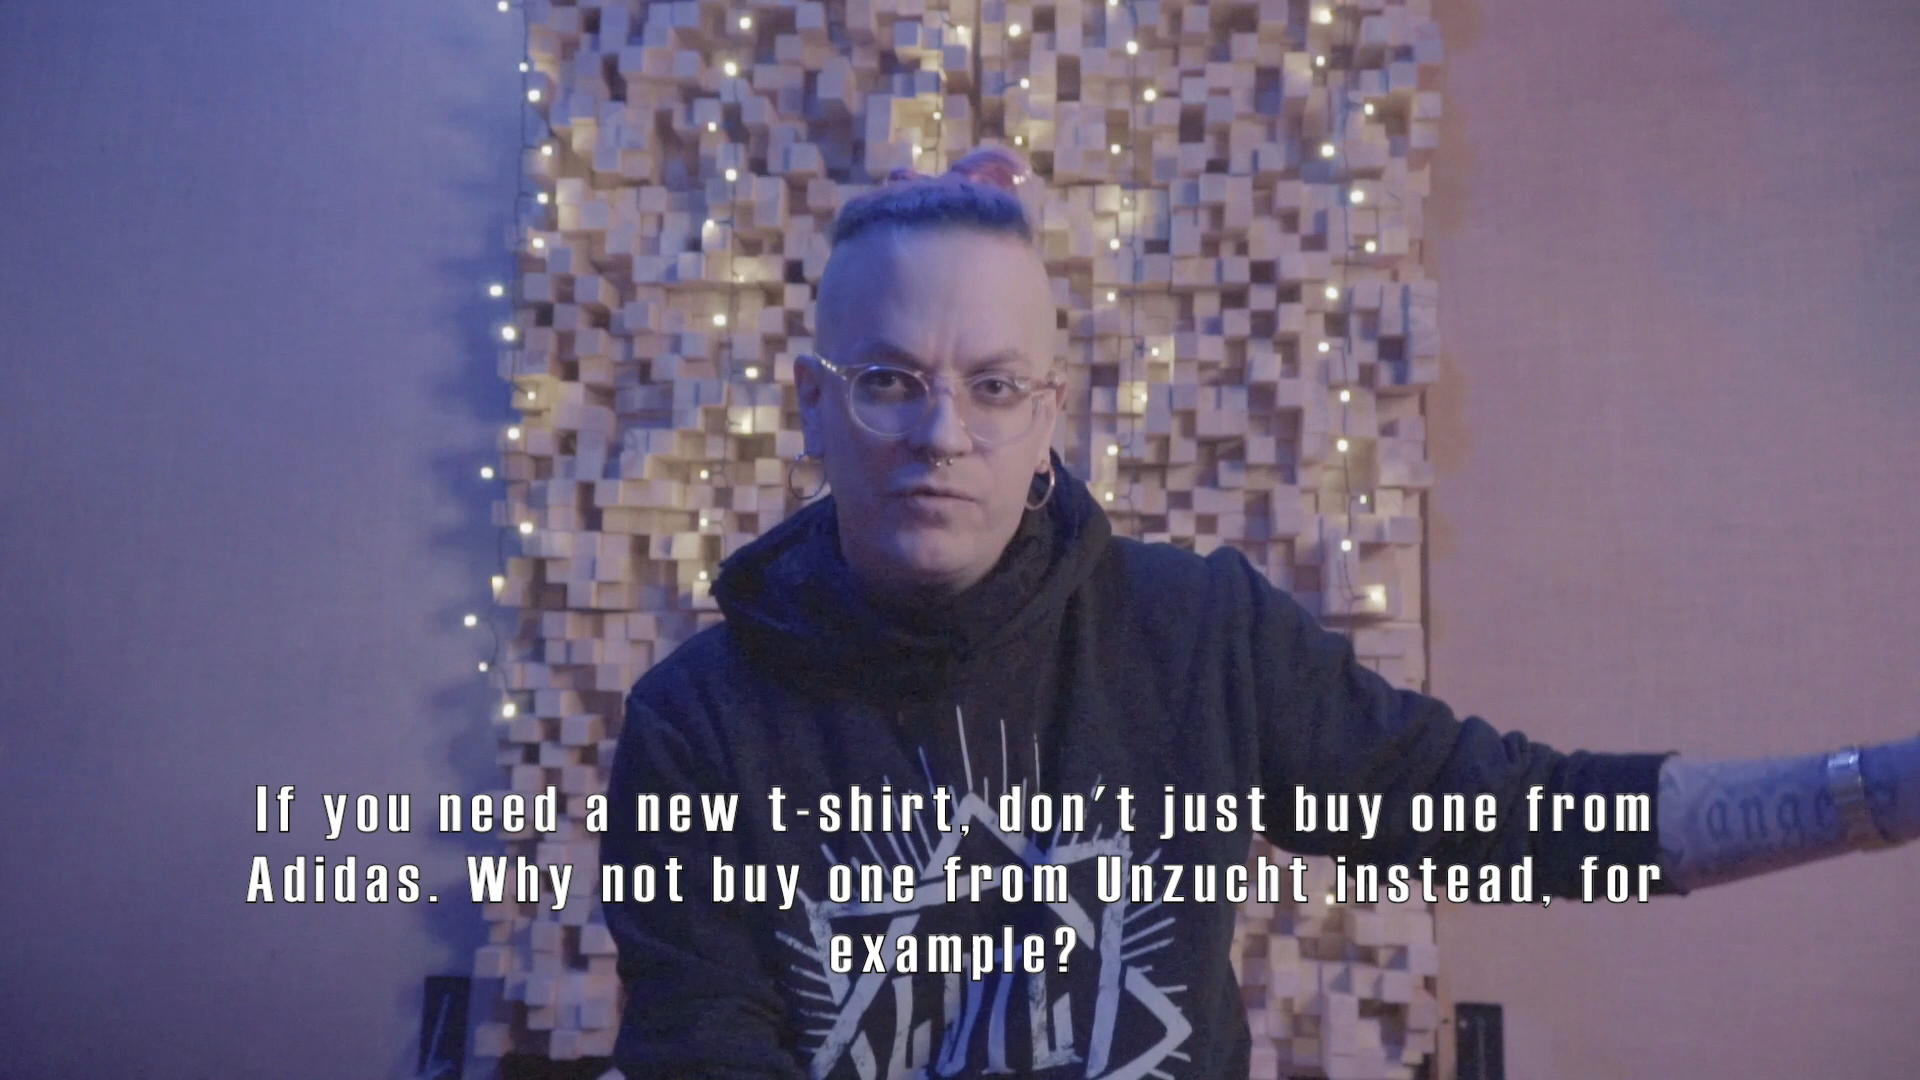 If you need a new t-shirt, don't just buy one from
Adidas. Why not buy one from Unzucht instead, for
example?